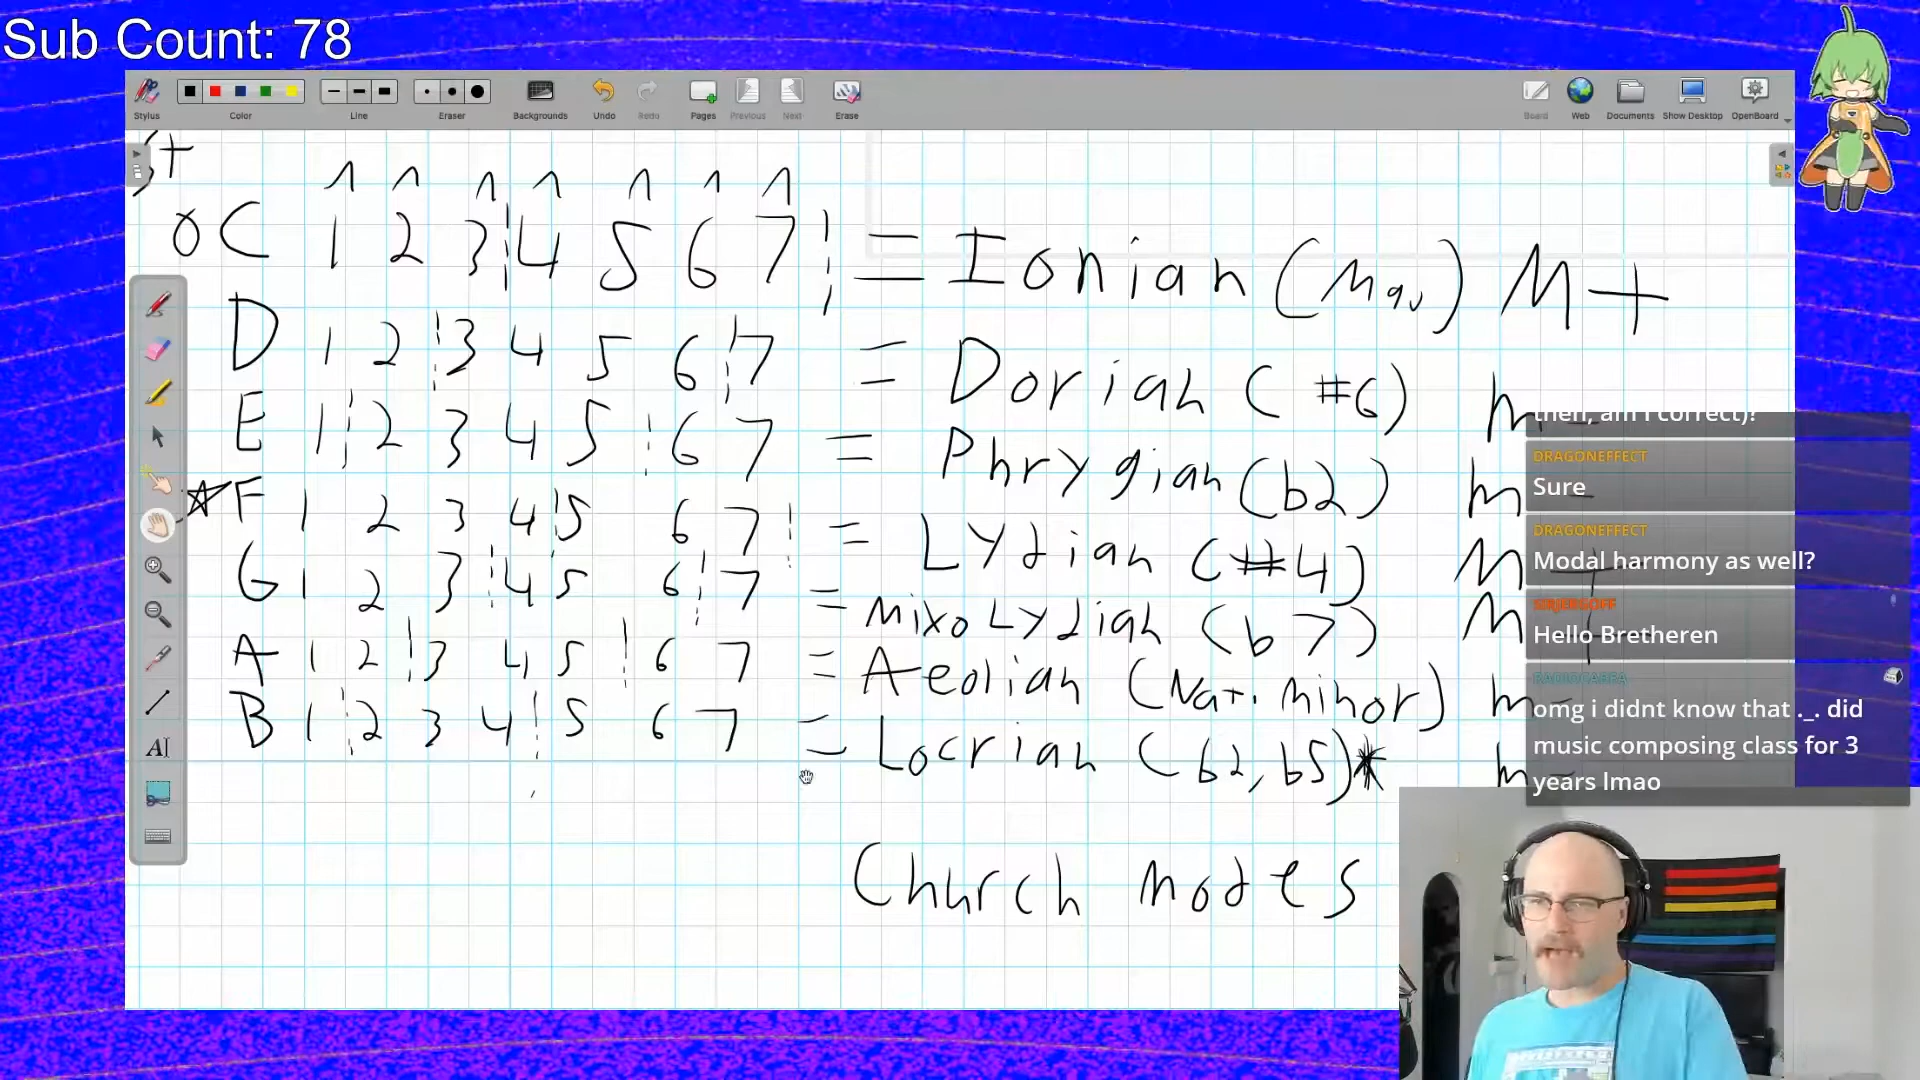 Sub Count: 78
Stylus Color Line Eraser Backgrounds Undo Redo Pages Previous Next Erase Board Web Documents Show Desktop OpenBoard
^ ^ ^ ^ ^ ^ ^
C 1 2 3 4 5 6 7 = Ionian (Maj) M+
D 1 2 3 4 5 6 7 = Dorian (#6) m
E 1 2 3 4 5 6 7 = Phrygian (b2) m
F 1 2 3 4 5 6 7 = Lydian (#4) M
G 1 2 3 4 5 6 7 = Mixolydian (b7) M
A 1 2 3 4 5 6 7 = Aeolian (Nat. minor) m-
B 1 2 3 4 5 6 7 = Locrian (b2, b5)* m-
Church modes
then, am I correct)?
DRAGONEFFECT
Sure
DRAGONEFFECT
Modal harmony as well?
Hello Bretheren
omg i didnt know that ._. did
music composing class for 3
years lmao
AI